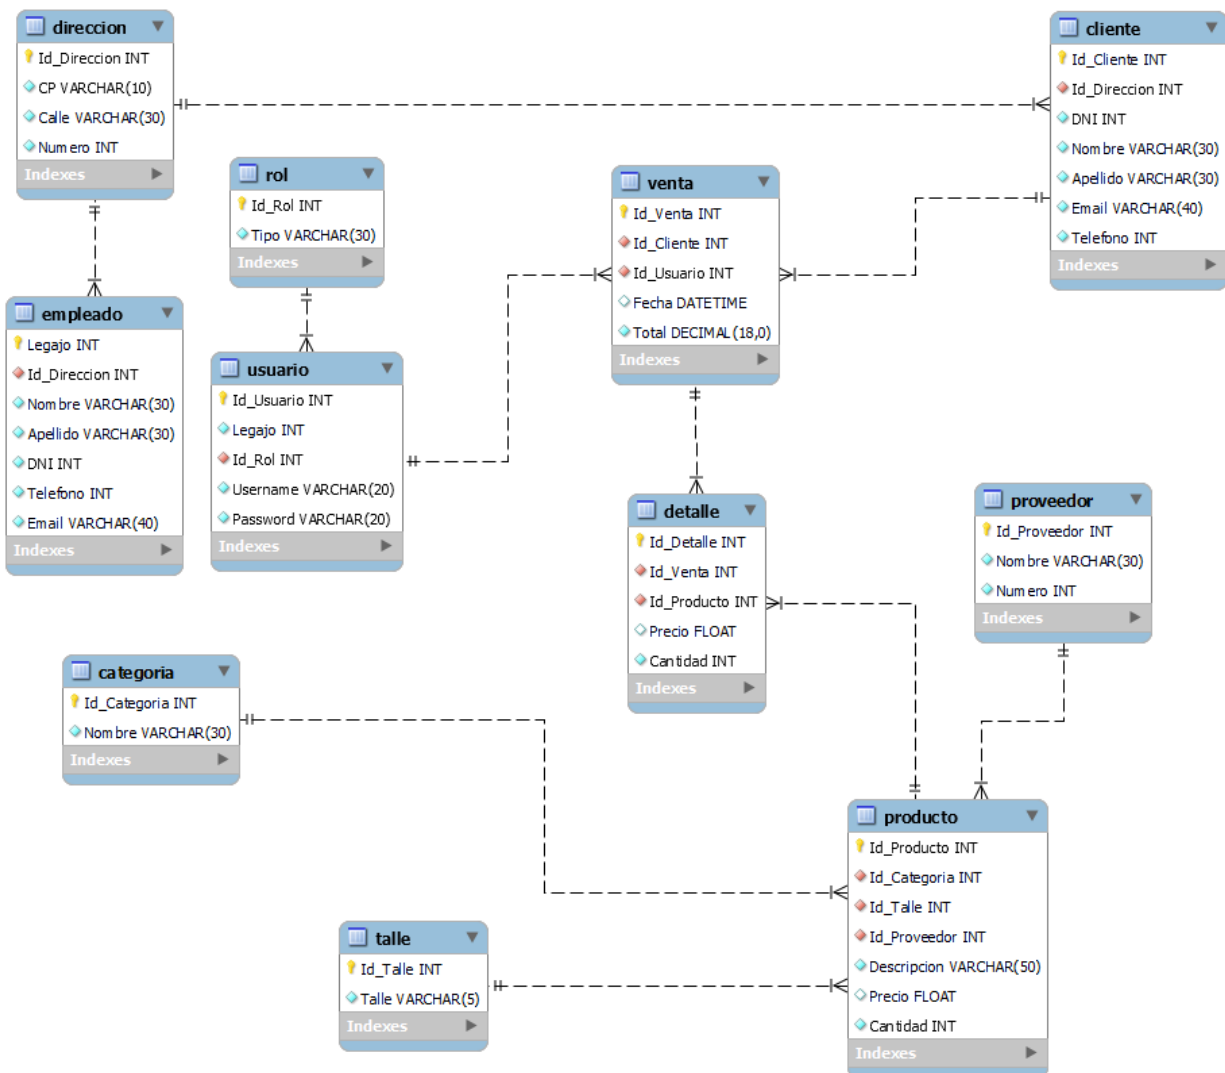 direccion
Id_Direccion INT
CP VARCHAR(10)
Calle VARCHAR(30)
Numero INT
Indexes
cliente
Id_Cliente INT
Id_Direccion INT
DNI INT
Nombre VARCHAR(30)
Apellido VARCHAR(30)
Email VARCHAR(40)
Telefono INT
Indexes
rol
Id_Rol INT
Tipo VARCHAR(30)
Indexes
venta
Id_Venta INT
Id_Cliente INT
Id_Usuario INT
Fecha DATETIME
Total DECIMAL(18,0)
Indexes
empleado
Legajo INT
Id_Direccion INT
Nombre VARCHAR(30)
Apellido VARCHAR(30)
DNI INT
Telefono INT
Email VARCHAR(40)
Indexes
usuario
Id_Usuario INT
Legajo INT
Id_Rol INT
Username VARCHAR(20)
Password VARCHAR(20)
Indexes
detalle
Id_Detalle INT
Id_Venta INT
Id_Producto INT
Precio FLOAT
Cantidad INT
Indexes
proveedor
Id_Proveedor INT
Nombre VARCHAR(30)
Numero INT
Indexes
categoria
Id_Categoria INT
Nombre VARCHAR(30)
Indexes
producto
Id_Producto INT
Id_Categoria INT
Id_Talle INT
Id_Proveedor INT
Descripcion VARCHAR(50)
Precio FLOAT
Cantidad INT
Indexes
talle
Id_Talle INT
Talle VARCHAR(5)
Indexes